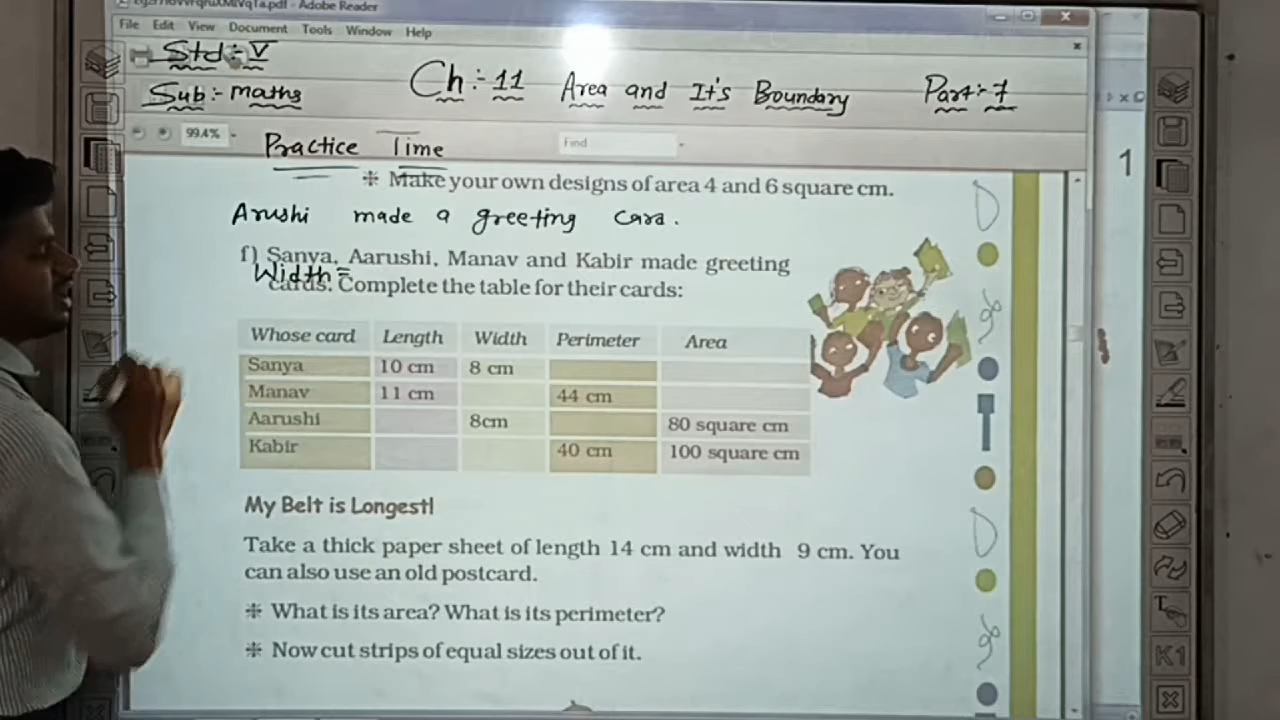 Adobe Reader
File Edit View Document Tools Window Help
Std :- V
Sub :- maths
Ch :- 11 Area and It's Boundary Part :- 7
99.4% Find
Practice Time
1
Make your own designs of area 4 and 6 square cm.
Arushi made a greeting card.
f) Sanya, Aarushi, Manav and Kabir made greeting
Width =
cards. Complete the table for their cards:
Whose card Length Width Perimeter Area
Sanya 10 cm 8 cm
Manav 11 cm 44 cm
Aarushi 8cm 80 square cm
Kabir 40 cm 100 square cm
My Belt is Longest!
Take a thick paper sheet of length 14 cm and width 9 cm. You
can also use an old postcard.
What is its area? What is its perimeter?
Now cut strips of equal sizes out of it.
K1